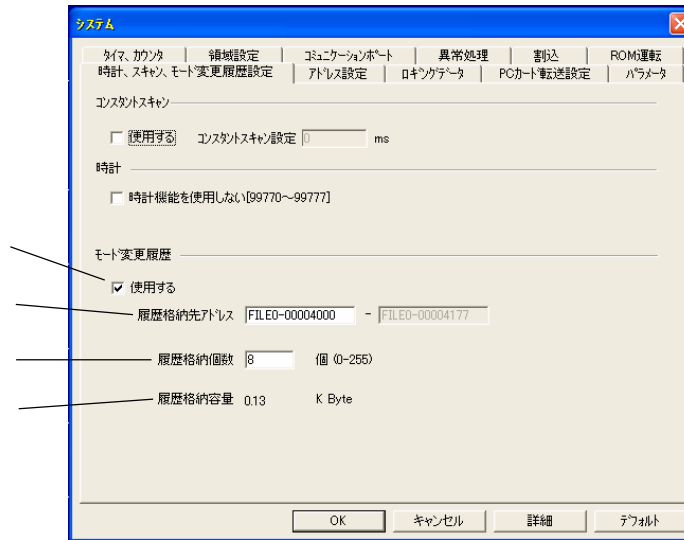 システム
タイマ、カウンタ 領域設定 コミュニケーションポート 異常処理 割込 ROM運転
時計、スキャン、モード変更履歴設定 アドレス設定 ロギングデータ PCカード転送設定 パラメータ
コンスタントスキャン
使用する コンスタントスキャン設定 0 ms
時計
時計機能を使用しない[99770～99777]
モード変更履歴
使用する
履歴格納先アドレス FILE0-00004000 - FILE0-00004177
履歴格納個数 8 個 (0-255)
履歴格納容量 0.13 K Byte
OK キャンセル 詳細 デフォルト